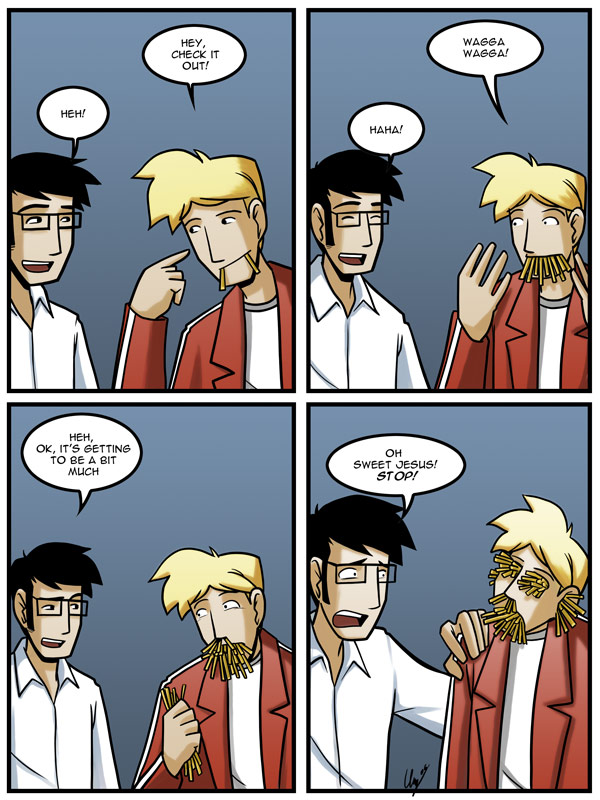 HEY,
CHECK IT
OUT!
HEH!
WAGGA
WAGGA!
HAHA!
HEH,
OK, IT'S GETTING
TO BE A BIT
MUCH
OH
SWEET JESUS!
STOP!